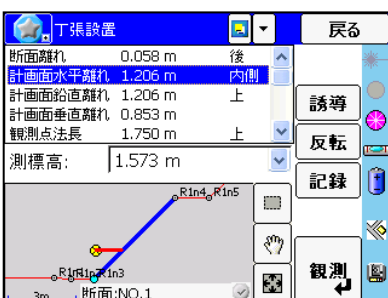 丁張設置
戻る
断面離れ 0.058 m 後
計画面水平離れ 1.206 m 内側
計画面鉛直離れ 1.206 m 上
計画面垂直離れ 0.853 m
観測点法長 1.750 m 上
誘導
反転
測標高: 1.573 m
記録
R1n4 R1n5
3m
断面:NO.1
観測